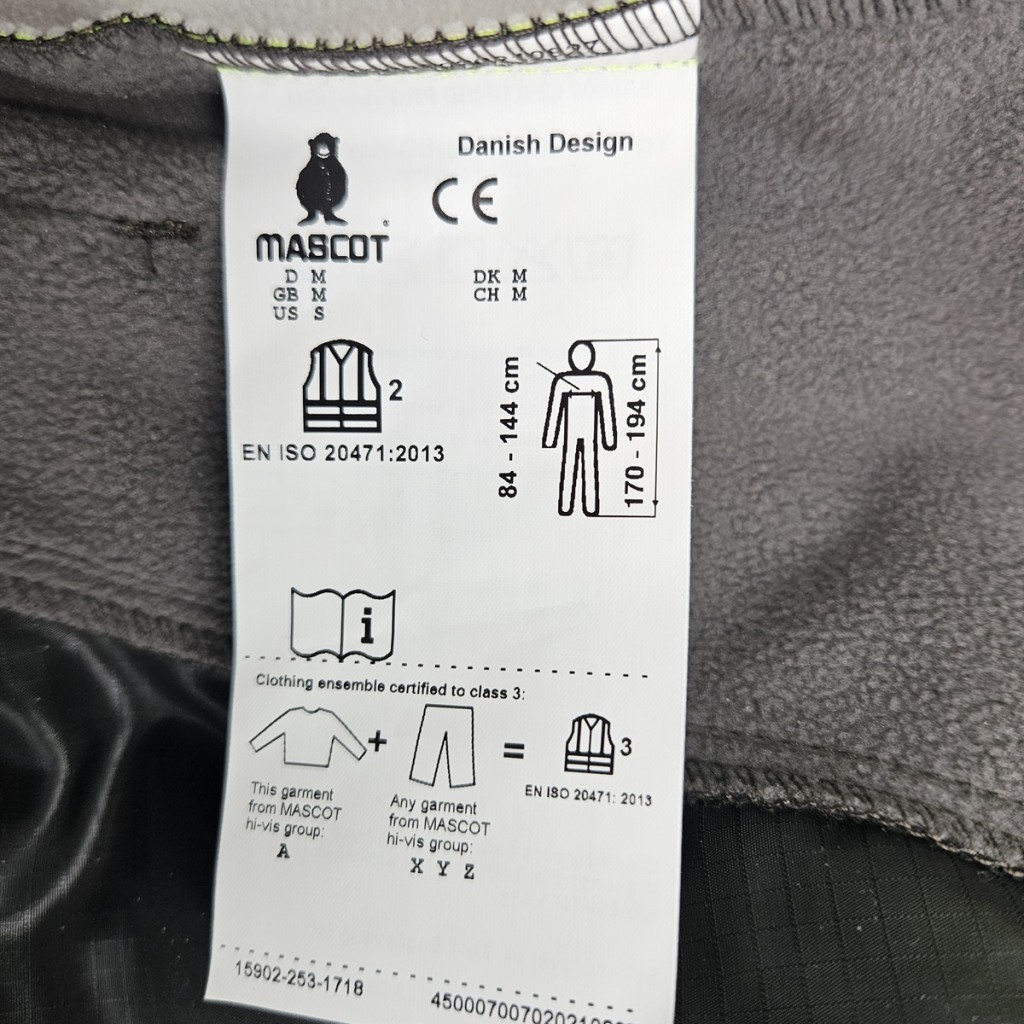 Danish Design
CE
MASCOT®
D M
GB M
US S
DK M
CH M
2
EN ISO 20471:2013
84 - 144 cm
170 - 194 cm
i
Clothing ensemble certified to class 3:
+
=
3
EN ISO 20471: 2013
This garment
from MASCOT
hi-vis group:
A
Any garment
from MASCOT
hi-vis group:
X Y Z
15902-253-1718